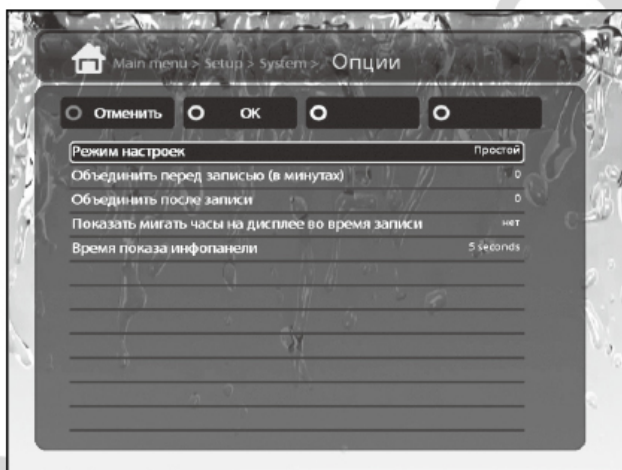 Main menu > Setup > System > Опции
Отменить ОК
Режим настроек Простой
Объединить перед записью (в минутах) 0
Объединить после записи 0
Показать мигать часы на дисплее во время записи нет
Время показа инфопанели 5 seconds